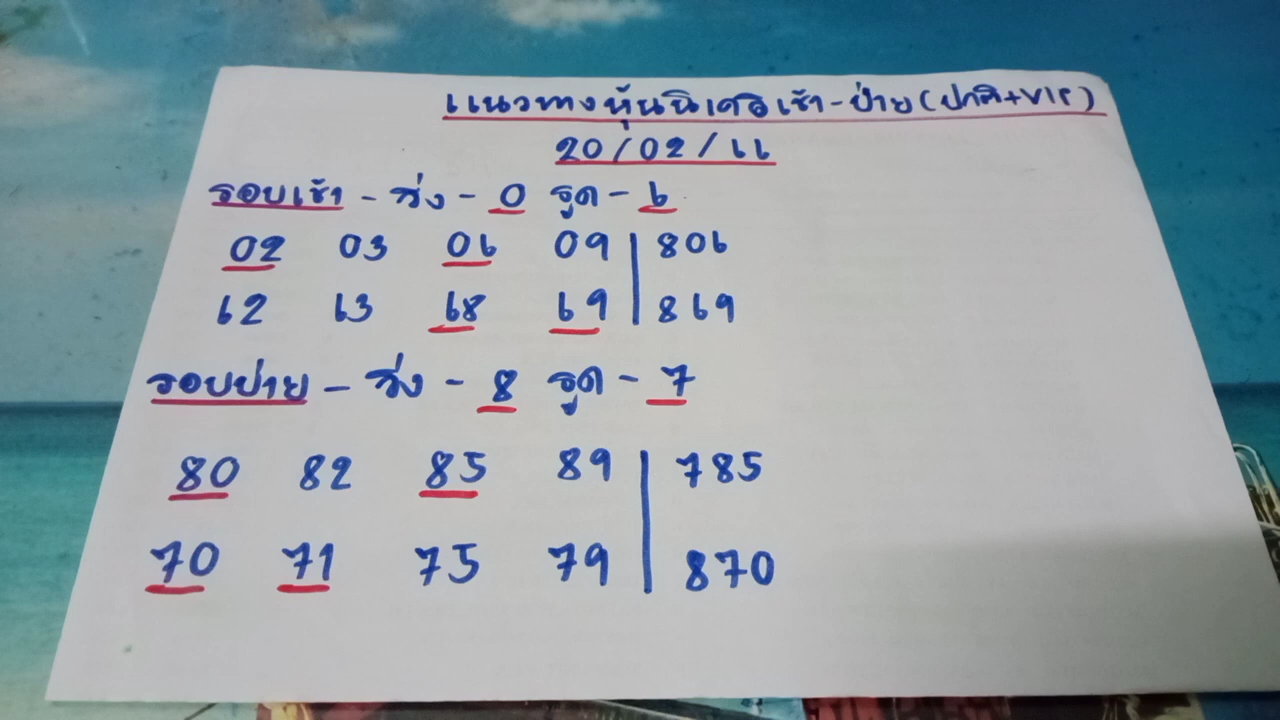 แนวทางหุ้นนิเคอิเช้า-บ่าย(ปกติ+VIP)
20/02/66
รอบเช้า - วิ่ง - 0 รูด - 6
02 03 06 09 | 806
62 63 68 69 | 869
รอบบ่าย - วิ่ง - 8 รูด - 7
80 82 85 89 | 785
70 71 75 79 | 870